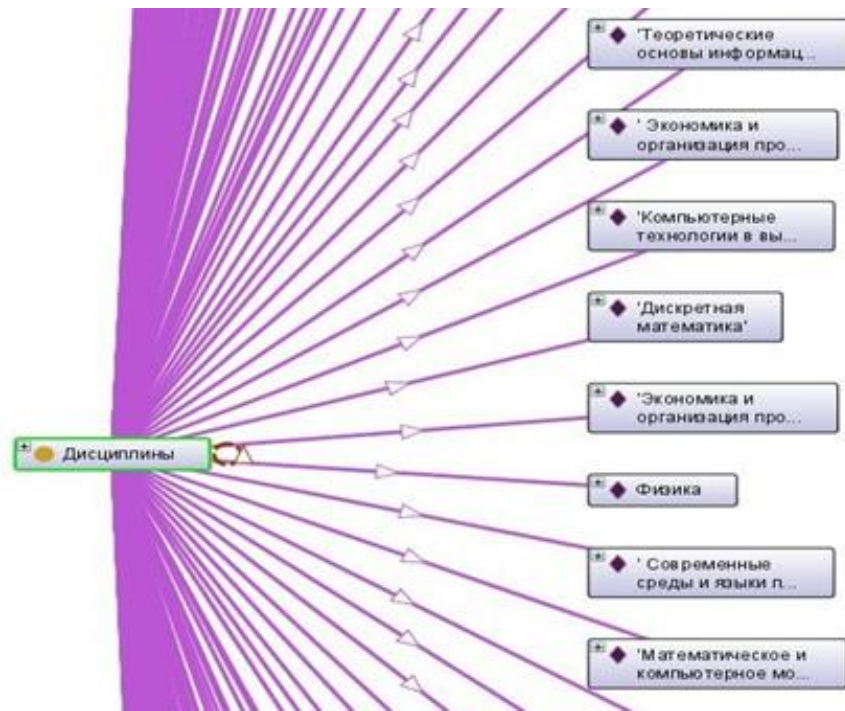 'Теоретические
основы информац...
' Экономика и
организация про...
'Компьютерные
технологии в вы...
'Дискретная
математика'
'Экономика и
организация про...
Дисциплины
Физика
' Современные
среды и языки п...
'Математическое и
компьютерное мо...